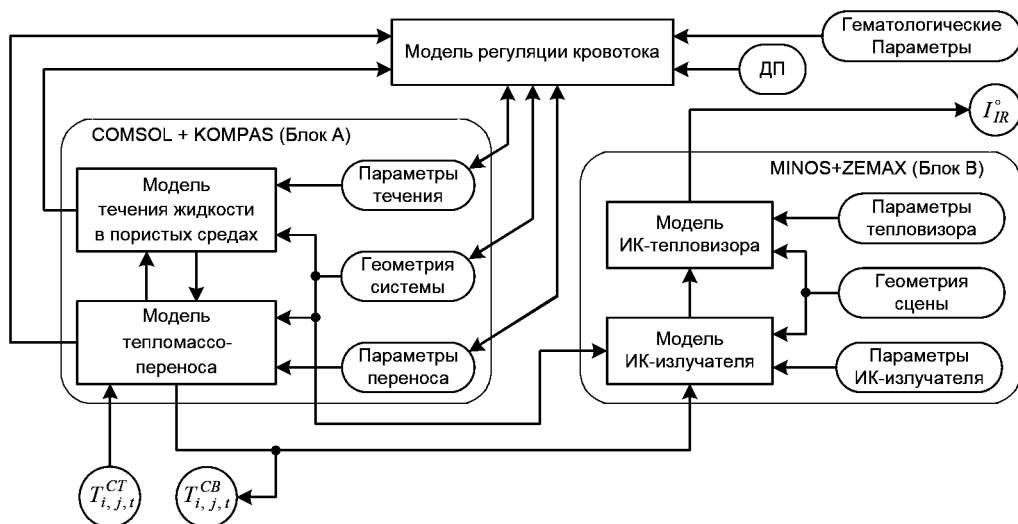 Модель регуляции кровотока
Гематологические
Параметры
ДП
I°IR
COMSOL + KOMPAS (Блок А)
Модель
течения жидкости
в пористых средах
Параметры
течения
Геометрия
системы
Модель
тепломассо-
переноса
Параметры
переноса
MINOS+ZEMAX (Блок В)
Модель
ИК-тепловизора
Параметры
тепловизора
Геометрия
сцены
Модель
ИК-излучателя
Параметры
ИК-излучателя
T^CT_i, j, t
T^CB_i, j, t